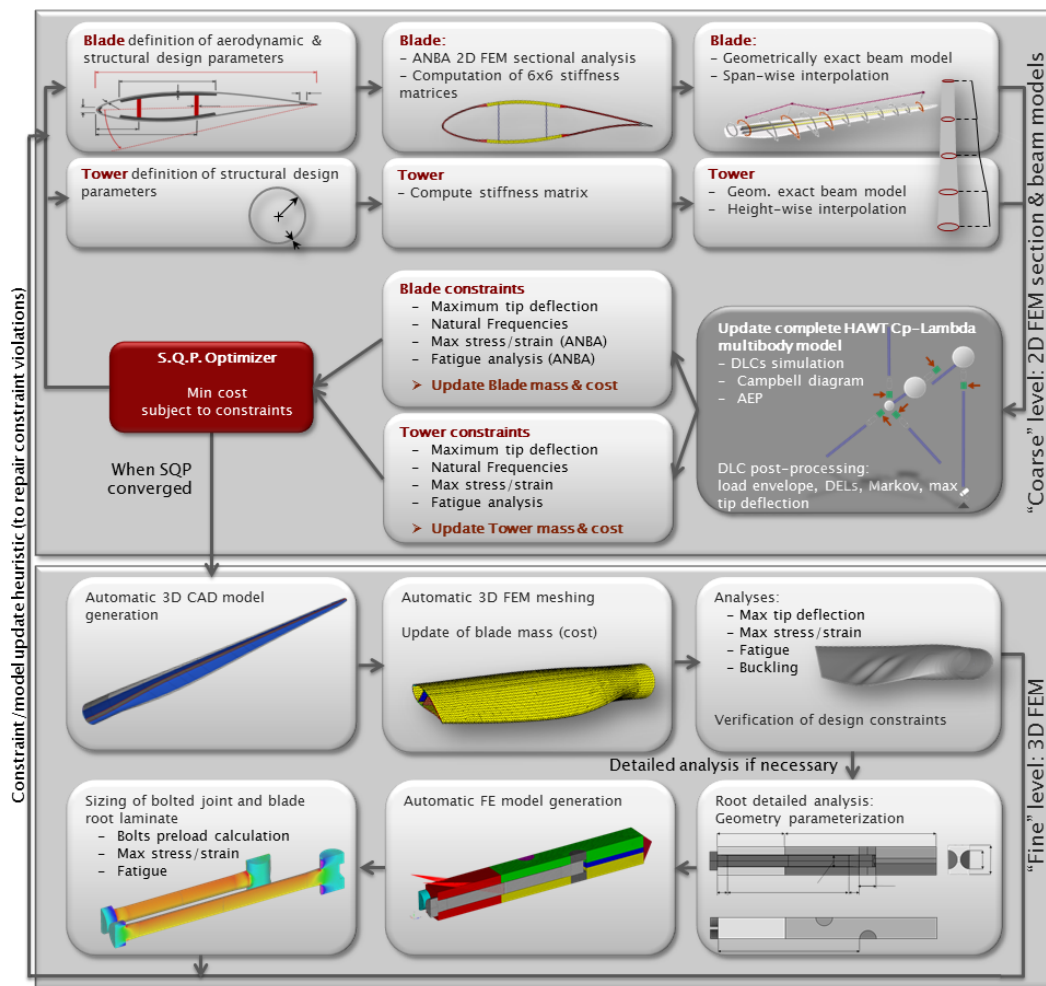 Blade definition of aerodynamic &
structural design parameters
Blade:
- ANBA 2D FEM sectional analysis
- Computation of 6x6 stiffness
matrices
Blade:
- Geometrically exact beam model
- Span-wise interpolation
Tower definition of structural design
parameters
Tower
- Compute stiffness matrix
Tower
- Geom. exact beam model
- Height-wise interpolation
"Coarse" level: 2D FEM section & beam models
Blade constraints
- Maximum tip deflection
- Natural Frequencies
- Max stress/strain (ANBA)
- Fatigue analysis (ANBA)
➢ Update Blade mass & cost
Update complete HAWT Cp-Lambda
multibody model
- DLCs simulation
- Campbell diagram
- AEP
DLC post-processing:
load envelope, DELs, Markov, max
tip deflection
S.Q.P. Optimizer
Min cost
subject to constraints
Tower constraints
- Maximum tip deflection
- Natural Frequencies
- Max stress/strain
- Fatigue analysis
➢ Update Tower mass & cost
When SQP
converged
Constraint/model update heuristic (to repair constraint violations)
Automatic 3D CAD model
generation
Automatic 3D FEM meshing
Update of blade mass (cost)
Analyses:
- Max tip deflection
- Max stress/strain
- Fatigue
- Buckling
Verification of design constraints
"Fine" level: 3D FEM
Detailed analysis if necessary
Sizing of bolted joint and blade
root laminate
- Bolts preload calculation
- Max stress/strain
- Fatigue
Automatic FE model generation
Root detailed analysis:
Geometry parameterization